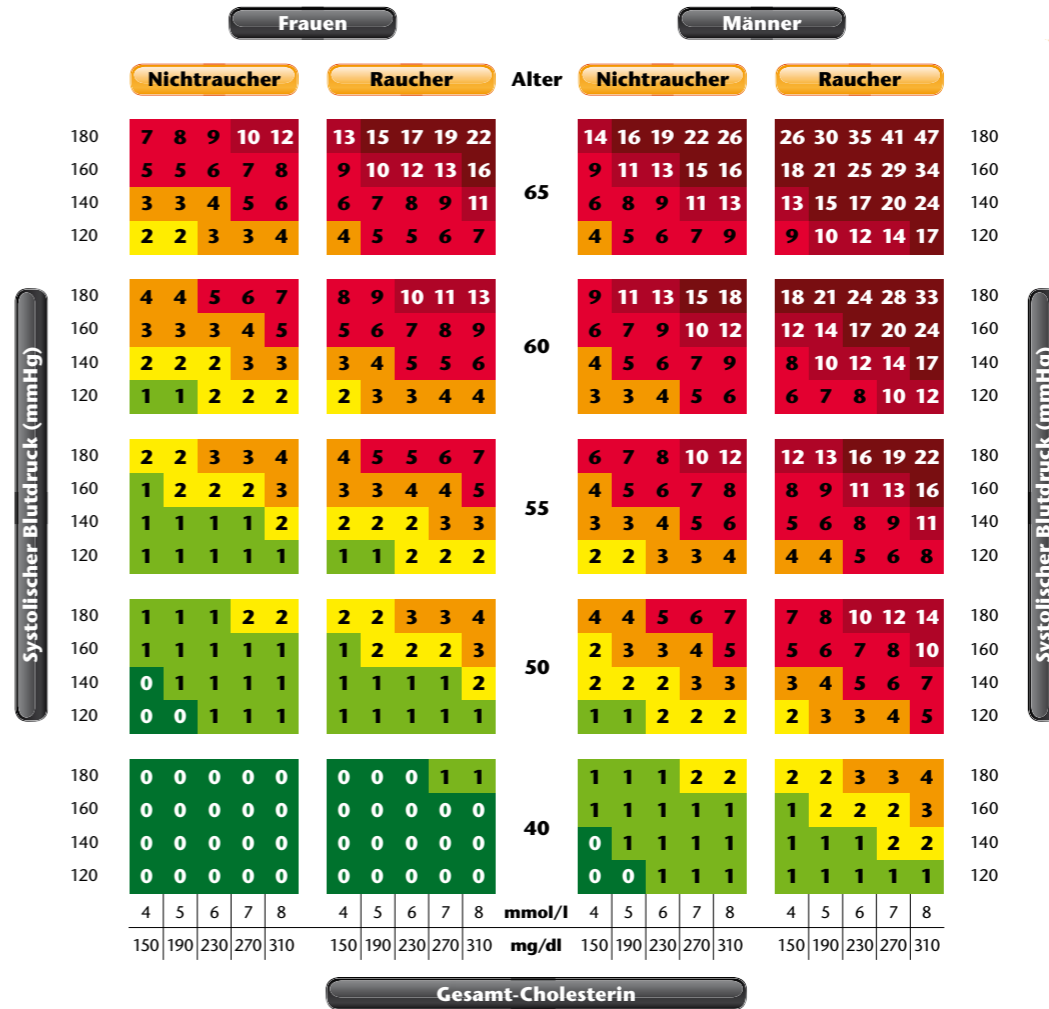 Frauen Männer
Nichtraucher Raucher Alter Nichtraucher Raucher
180 7 8 9 10 12 13 15 17 19 22 14 16 19 22 26 26 30 35 41 47 180
160 5 5 6 7 8 9 10 12 13 16 9 11 13 15 16 18 21 25 29 34 160
65
140 3 3 4 5 6 6 7 8 9 11 6 8 9 11 13 13 15 17 20 24 140
120 2 2 3 3 4 4 5 5 6 7 4 5 6 7 9 9 10 12 14 17 120
180 4 4 5 6 7 8 9 10 11 13 9 11 13 15 18 18 21 24 28 33 180
160 3 3 3 4 5 5 6 7 8 9 6 7 9 10 12 12 14 17 20 24 160
60
140 2 2 2 3 3 3 4 5 5 6 4 5 6 7 9 8 10 12 14 17 140
120 1 1 2 2 2 2 3 3 4 4 3 3 4 5 6 6 7 8 10 12 120
180 2 2 3 3 4 4 5 5 6 7 6 7 8 10 12 12 13 16 19 22 180
160 1 2 2 2 3 3 3 4 4 5 4 5 6 7 8 8 9 11 13 16 160
55
140 1 1 1 1 2 2 2 2 3 3 3 3 4 5 6 5 6 8 9 11 140
120 1 1 1 1 1 1 1 2 2 2 2 2 3 3 4 4 4 5 6 8 120
180 1 1 1 2 2 2 2 3 3 4 4 4 5 6 7 7 8 10 12 14 180
160 1 1 1 1 1 1 2 2 2 3 2 3 3 4 5 5 6 7 8 10 160
50
140 0 1 1 1 1 1 1 1 1 2 2 2 2 3 3 3 4 5 6 7 140
120 0 0 1 1 1 1 1 1 1 1 1 1 2 2 2 2 3 3 4 5 120
180 0 0 0 0 0 0 0 0 1 1 1 1 1 2 2 2 2 3 3 4 180
160 0 0 0 0 0 0 0 0 0 0 1 1 1 1 1 1 2 2 2 3 160
40
140 0 0 0 0 0 0 0 0 0 0 0 1 1 1 1 1 1 1 2 2 140
120 0 0 0 0 0 0 0 0 0 0 0 0 1 1 1 1 1 1 1 1 120
4 5 6 7 8 4 5 6 7 8 mmol/l 4 5 6 7 8 4 5 6 7 8
150 190 230 270 310 150 190 230 270 310 mg/dl 150 190 230 270 310 150 190 230 270 310
Gesamt-Cholesterin
Systolischer Blutdruck (mmHg)
Systolischer Blutdruck (mmHg)